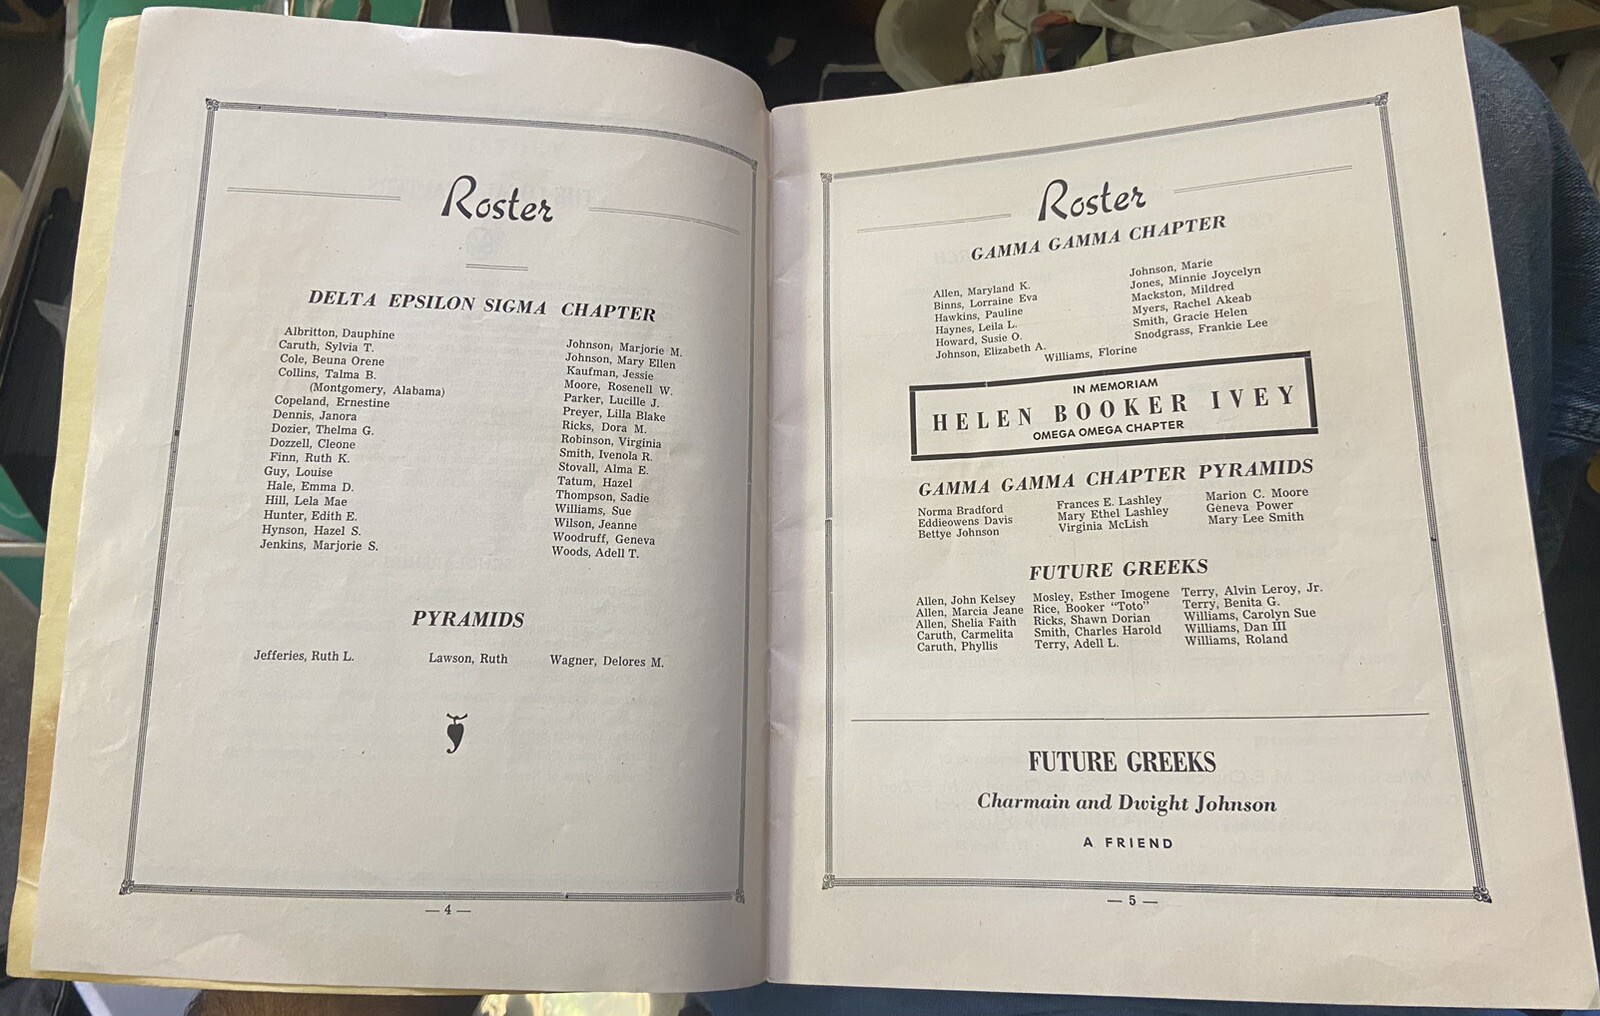 Roster
DELTA EPSILON SIGMA CHAPTER
Albritton, Dauphine
Caruth, Sylvia T.
Cole, Beuna Orene
Collins, Talma B.
(Montgomery, Alabama)
Copeland, Ernestine
Dennis, Janora
Dozier, Thelma G.
Dozzell, Cleone
Finn, Ruth K.
Guy, Louise
Hale, Emma D.
Hill, Lela Mae
Hunter, Edith E.
Hynson, Hazel S.
Jenkins, Marjorie S.
Johnson, Marjorie M.
Johnson, Mary Ellen
Kaufman, Jessie
Moore, Rosenell W.
Parker, Lucille J.
Preyer, Lilla Blake
Ricks, Dora M.
Robinson, Virginia
Smith, Ivenola R.
Stovall, Alma E.
Tatum, Hazel
Thompson, Sadie
Williams, Sue
Wilson, Jeanne
Woodruff, Geneva
Woods, Adell T.
PYRAMIDS
Jefferies, Ruth L. Lawson, Ruth Wagner, Delores M.
— 4 —
Roster
GAMMA GAMMA CHAPTER
Allen, Maryland K.
Binns, Lorraine Eva
Hawkins, Pauline
Haynes, Leila L.
Howard, Susie O.
Johnson, Elizabeth A.
Johnson, Marie
Jones, Minnie Joycelyn
Mackston, Mildred
Myers, Rachel Akeab
Smith, Gracie Helen
Snodgrass, Frankie Lee
Williams, Florine
IN MEMORIAM
HELEN BOOKER IVEY
OMEGA OMEGA CHAPTER
GAMMA GAMMA CHAPTER PYRAMIDS
Norma Bradford
Eddieowens Davis
Bettye Johnson
Frances E. Lashley
Mary Ethel Lashley
Virginia McLish
Marion C. Moore
Geneva Power
Mary Lee Smith
FUTURE GREEKS
Allen, John Kelsey
Allen, Marcia Jeane
Allen, Shelia Faith
Caruth, Carmelita
Caruth, Phyllis
Mosley, Esther Imogene
Rice, Booker "Toto"
Ricks, Shawn Dorian
Smith, Charles Harold
Terry, Adell L.
Terry, Alvin Leroy, Jr.
Terry, Benita G.
Williams, Carolyn Sue
Williams, Dan III
Williams, Roland
FUTURE GREEKS
Charmain and Dwight Johnson
A FRIEND
— 5 —